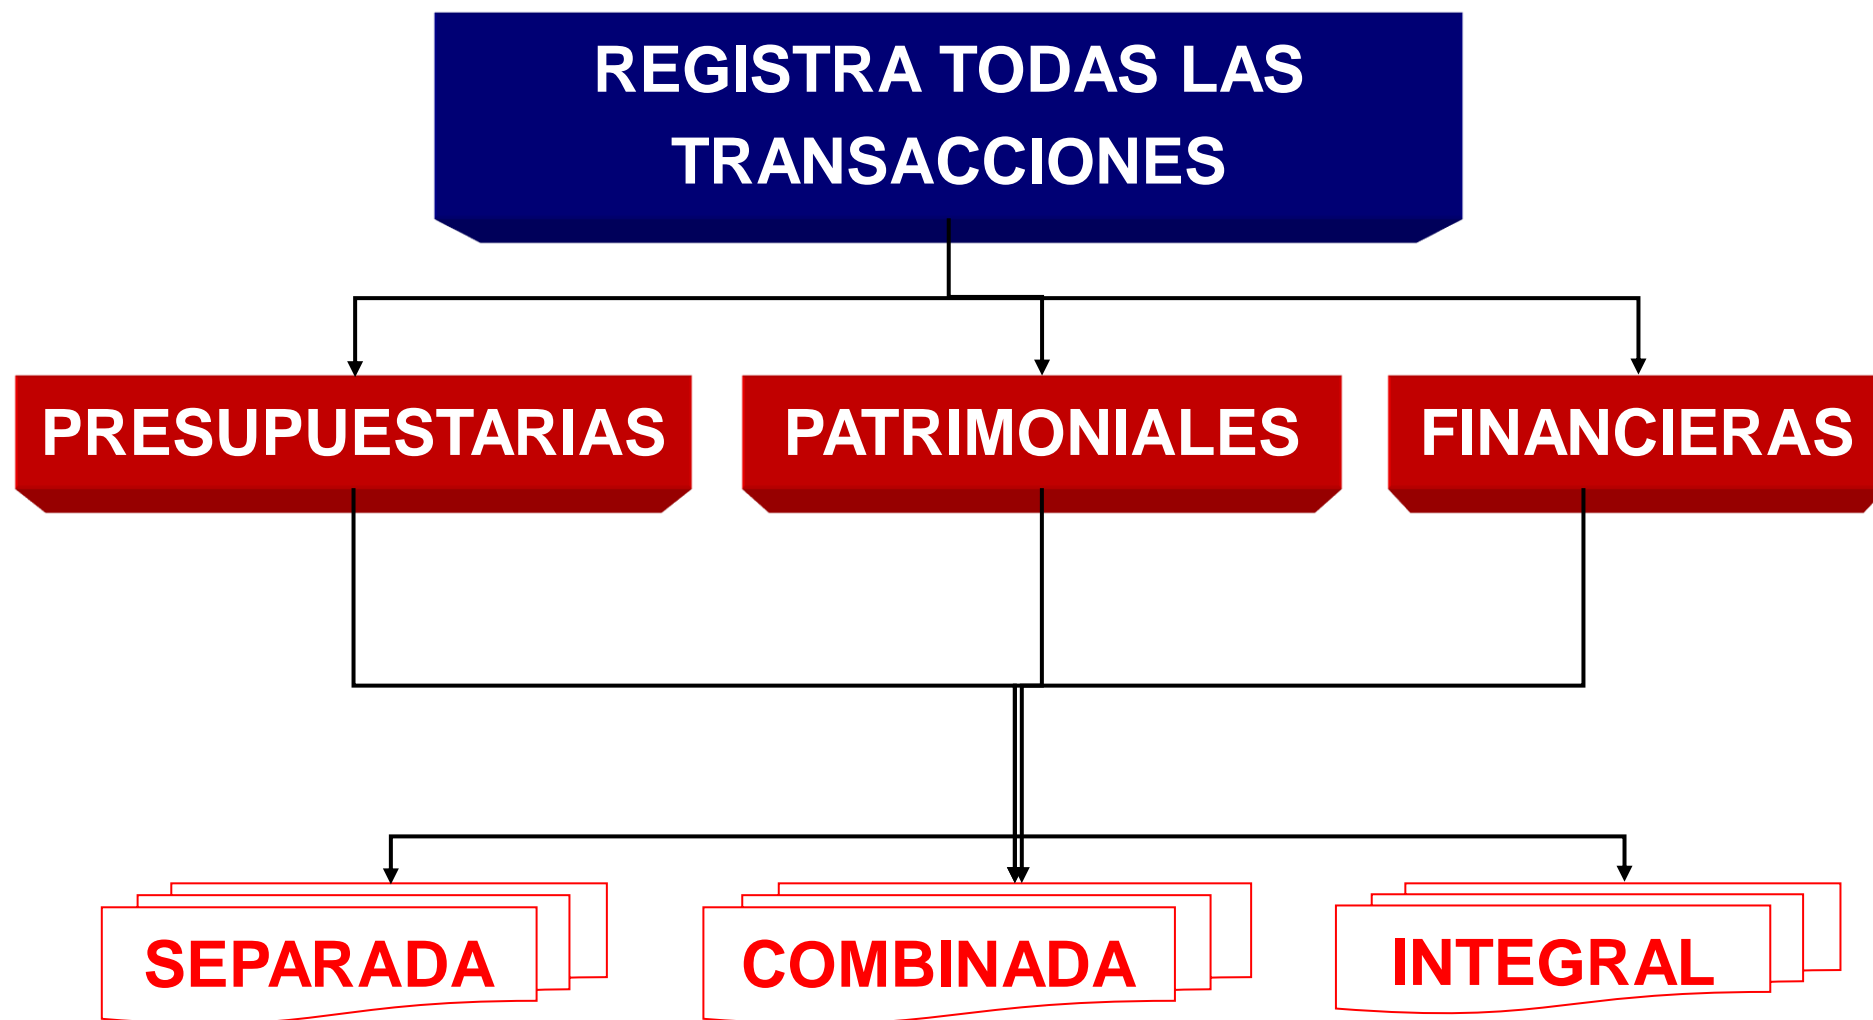 REGISTRA TODAS LAS
TRANSACCIONES
PRESUPUESTARIAS
PATRIMONIALES
FINANCIERAS
SEPARADA
COMBINADA
INTEGRAL